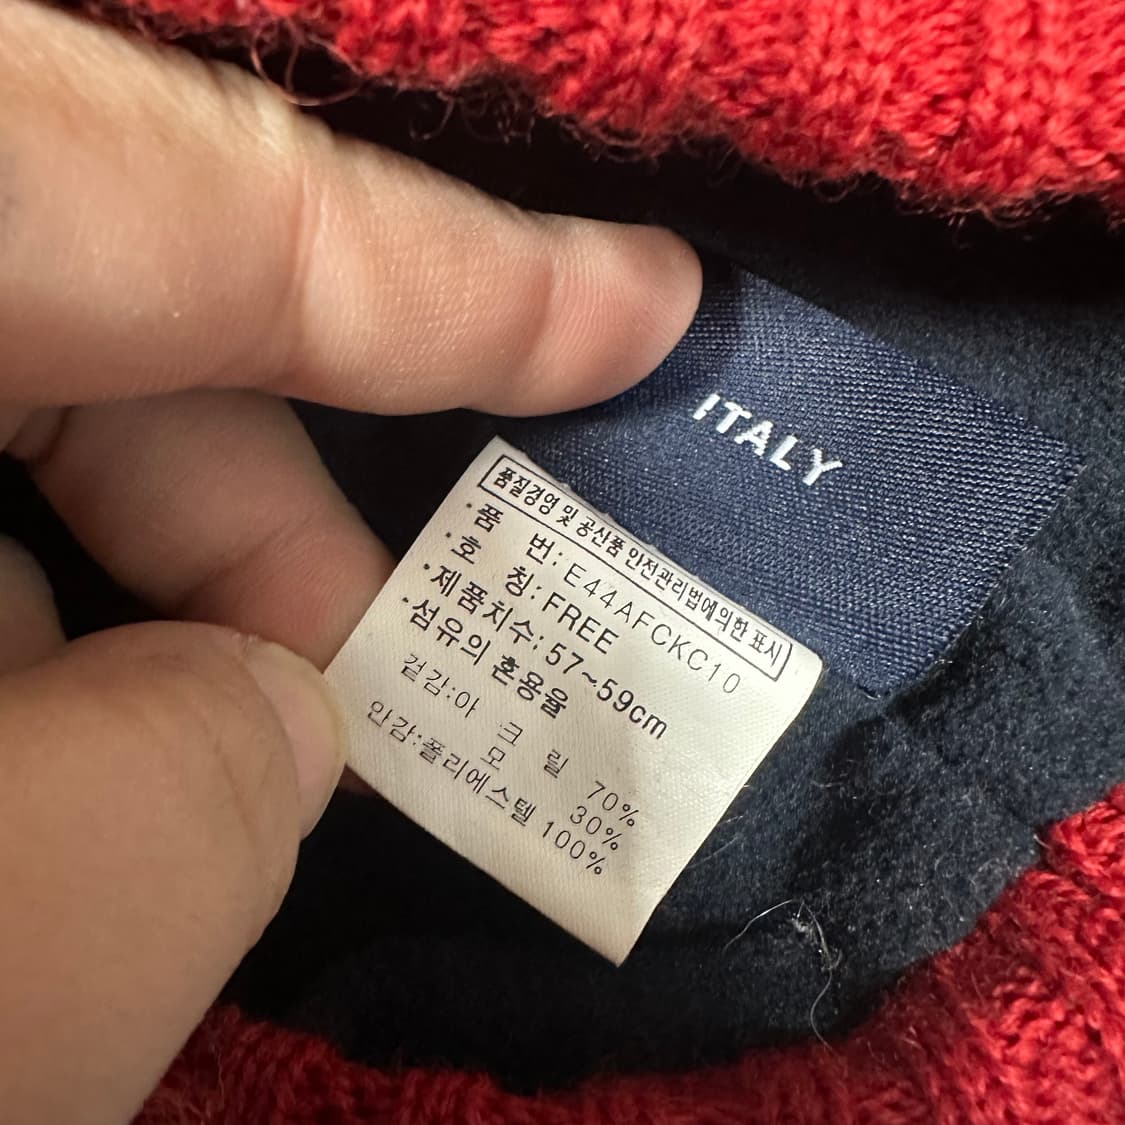 ITALY
품질경영 및 공산품 안전관리법에의한 표시
·품 번: E44AFCKC10
·호 칭: FREE
·제품치수: 57~59cm
·섬유의 혼용율
겉감:아 크 릴 70%
모 30%
안감:폴리에스텔 100%